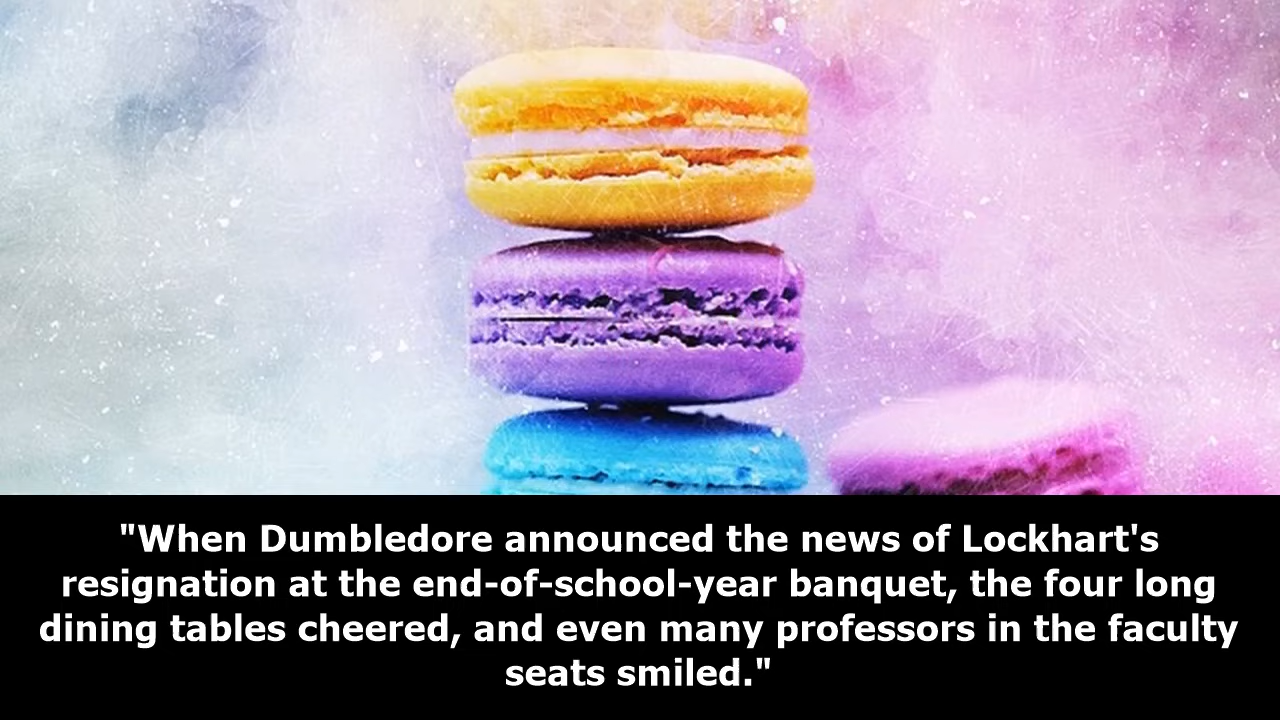 "When Dumbledore announced the news of Lockhart's
resignation at the end-of-school-year banquet, the four long
dining tables cheered, and even many professors in the faculty
seats smiled."